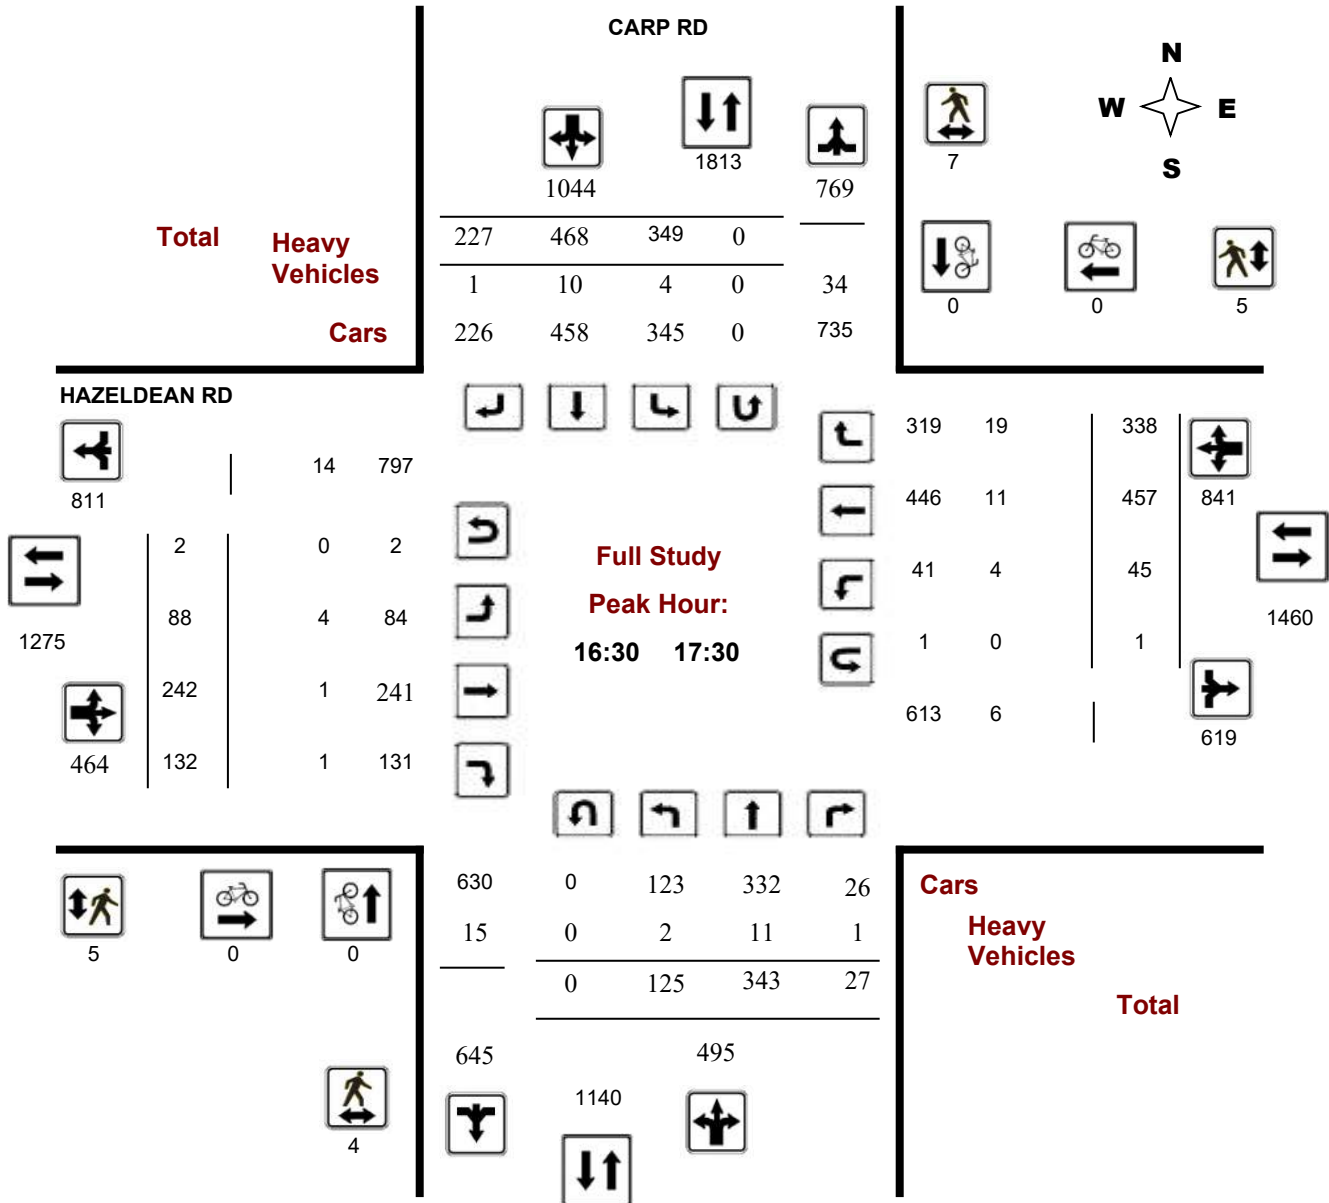 CARP RD
N
W E
S
1044 1813 769 7
Total Heavy Vehicles
227 468 349 0
1 10 4 0 34
Cars 226 458 345 0 735
0 0 5
HAZELDEAN RD
811 14 797
319 19 338
446 11 457 841
2 0 2
Full Study
41 4 45
88 4 84
Peak Hour:
1275
1460
16:30 17:30
1 0 1
242 1 241
613 6 619
464 132 1 131
630 0 123 332 26 Cars
15 0 2 11 1 Heavy Vehicles
5 0 0
0 125 343 27 Total
645 495
1140
4